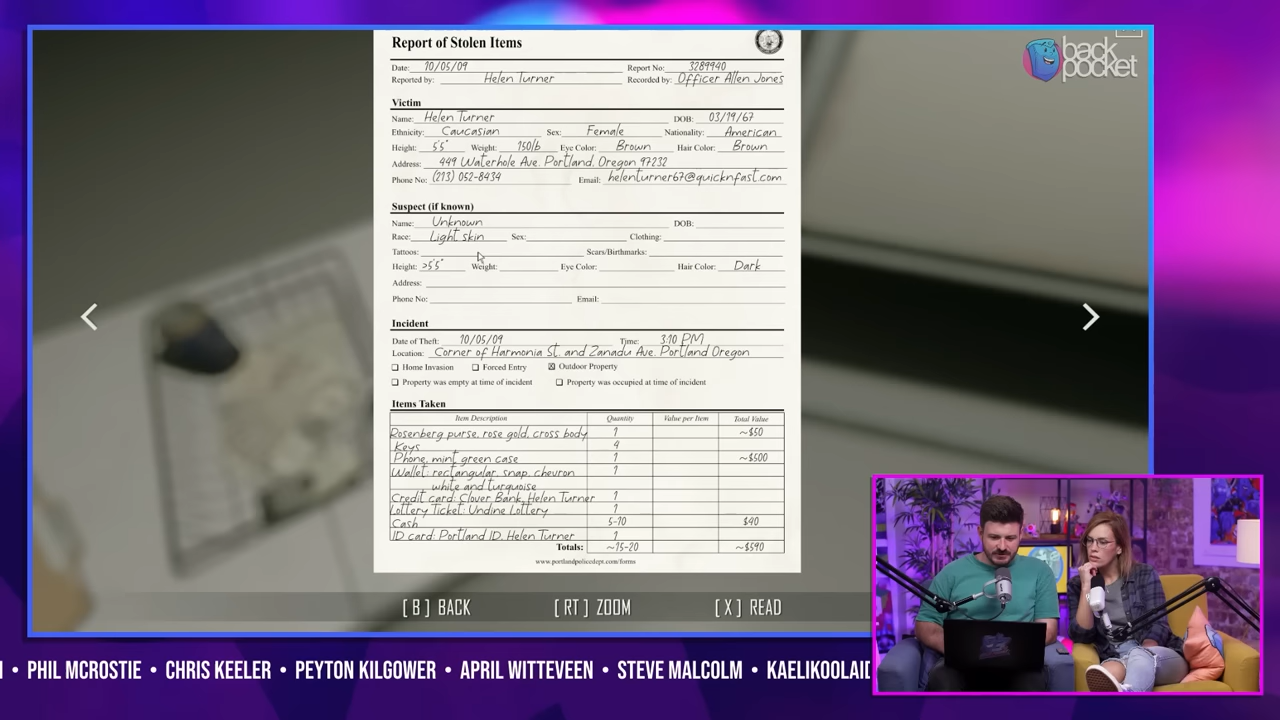 back
pocket
Report of Stolen Items
Date: 10/05/09 Report No: 3289940
Reported by: Helen Turner Recorded by: Officer Allen Jones
Victim
Name: Helen Turner DOB: 03/19/67
Ethnicity: Caucasian Sex: Female Nationality: American
Height: 5'5" Weight: 150lb Eye Color: Brown Hair Color: Brown
Address: 449 Waterhole Ave. Portland, Oregon 97232
Phone No: (213) 052-8434 Email: helenturner67@quicknfast.com
Suspect (if known)
Name: Unknown DOB:
Race: Light skin Sex: Clothing:
Tattoos: Scars/Birthmarks:
Height: >5'5" Weight: Eye Color: Hair Color: Dark
Address:
Phone No: Email:
Incident
Date of Theft: 10/05/09 Time: 3:10 PM
Location: Corner of Harmonia St. and Zanadu Ave. Portland Oregon
☐ Home Invasion ☐ Forced Entry ☒ Outdoor Property
☐ Property was empty at time of incident ☐ Property was occupied at time of incident
Items Taken
Item Description Quantity Value per Item Total Value
Rosenberg purse, rose gold, cross body 1 ~$50
Keys 4
Phone, mint green case 1 ~$500
Wallet: rectangular, snap, chevron 1
white and turquoise
Credit card: Clover Bank, Helen Turner 1
Lottery Ticket: Undine Lottery 1
Cash 5-10 $40
ID card: Portland ID, Helen Turner 1
Totals: ~15-20 ~$590
www.portlandpolicedept.com/forms
[ B ] BACK [ RT ] ZOOM [ X ] READ
• PHIL MCROSTIE • CHRIS KEELER • PEYTON KILGOWER • APRIL WITTEVEEN • STEVE MALCOLM • KAELIKOOLAID